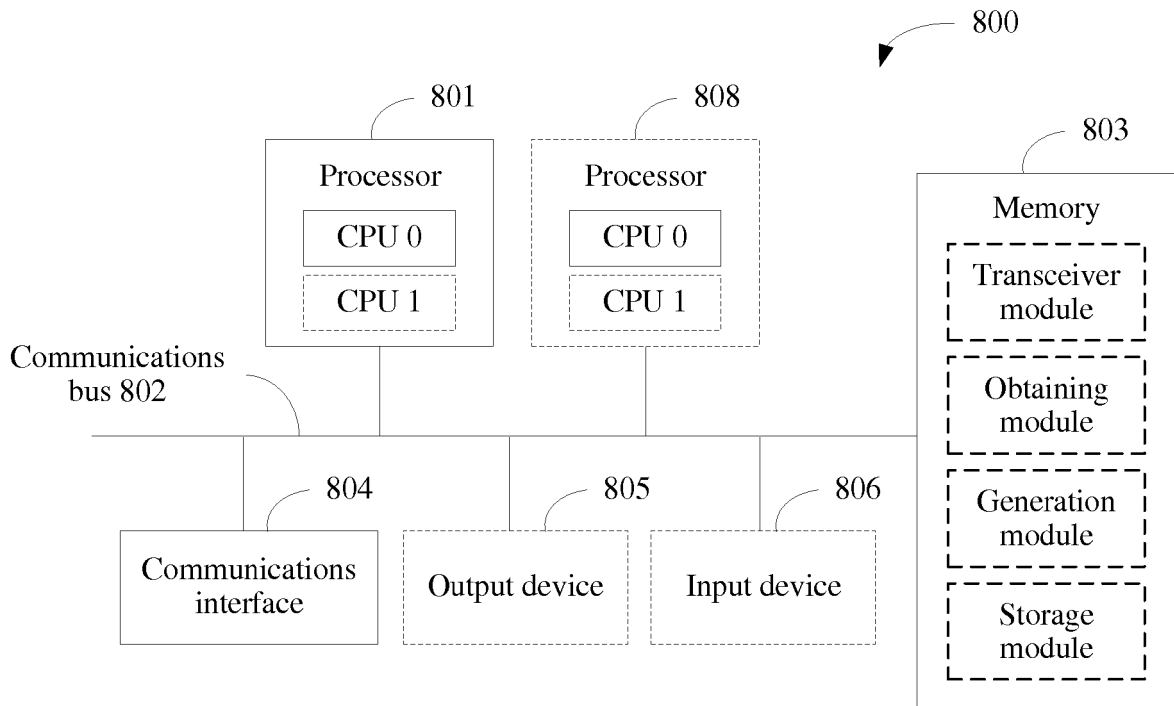 800
801
808
803
Processor
CPU 0
CPU 1
Processor
CPU 0
CPU 1
Memory
Transceiver
module
Obtaining
module
Generation
module
Storage
module
Communications
bus 802
804
805
806
Communications
interface
Output device
Input device